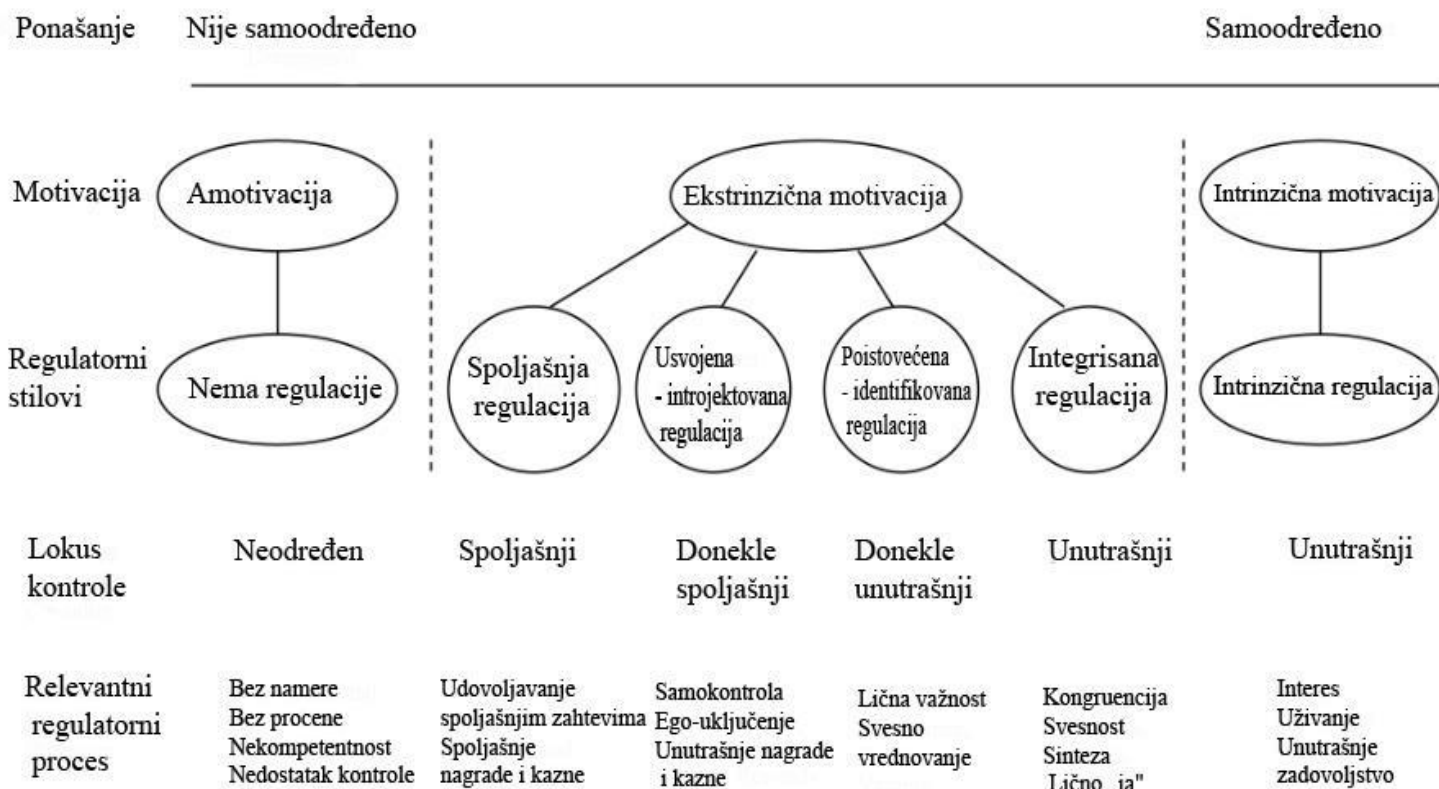 Ponašanje
Nije samoodređeno
Samoodređeno
Motivacija
Amotivacija
Ekstrinzična motivacija
Intrinzična motivacija
Regulatorni
stilovi
Nema regulacije
Spoljašnja
regulacija
Usvojena
- introjektovana
regulacija
Poistovećena
- identifikovana
regulacija
Integrisana
regulacija
Intrinzična regulacija
Lokus
kontrole
Neodređen
Spoljašnji
Donekle
spoljašnji
Donekle
unutrašnji
Unutrašnji
Unutrašnji
Relevantni
regulatorni
proces
Bez namere
Bez procene
Nekompetentnost
Nedostatak kontrole
Udovoljavanje
spoljašnjim zahtevima
Spoljašnje
nagrade i kazne
Samokontrola
Ego-uključenje
Unutrašnje nagrade
i kazne
Lična važnost
Svesno
vrednovanje
Kongruencija
Svesnost
Sinteza
Lično „ja"
Interes
Uživanje
Unutrašnje
zadovoljstvo